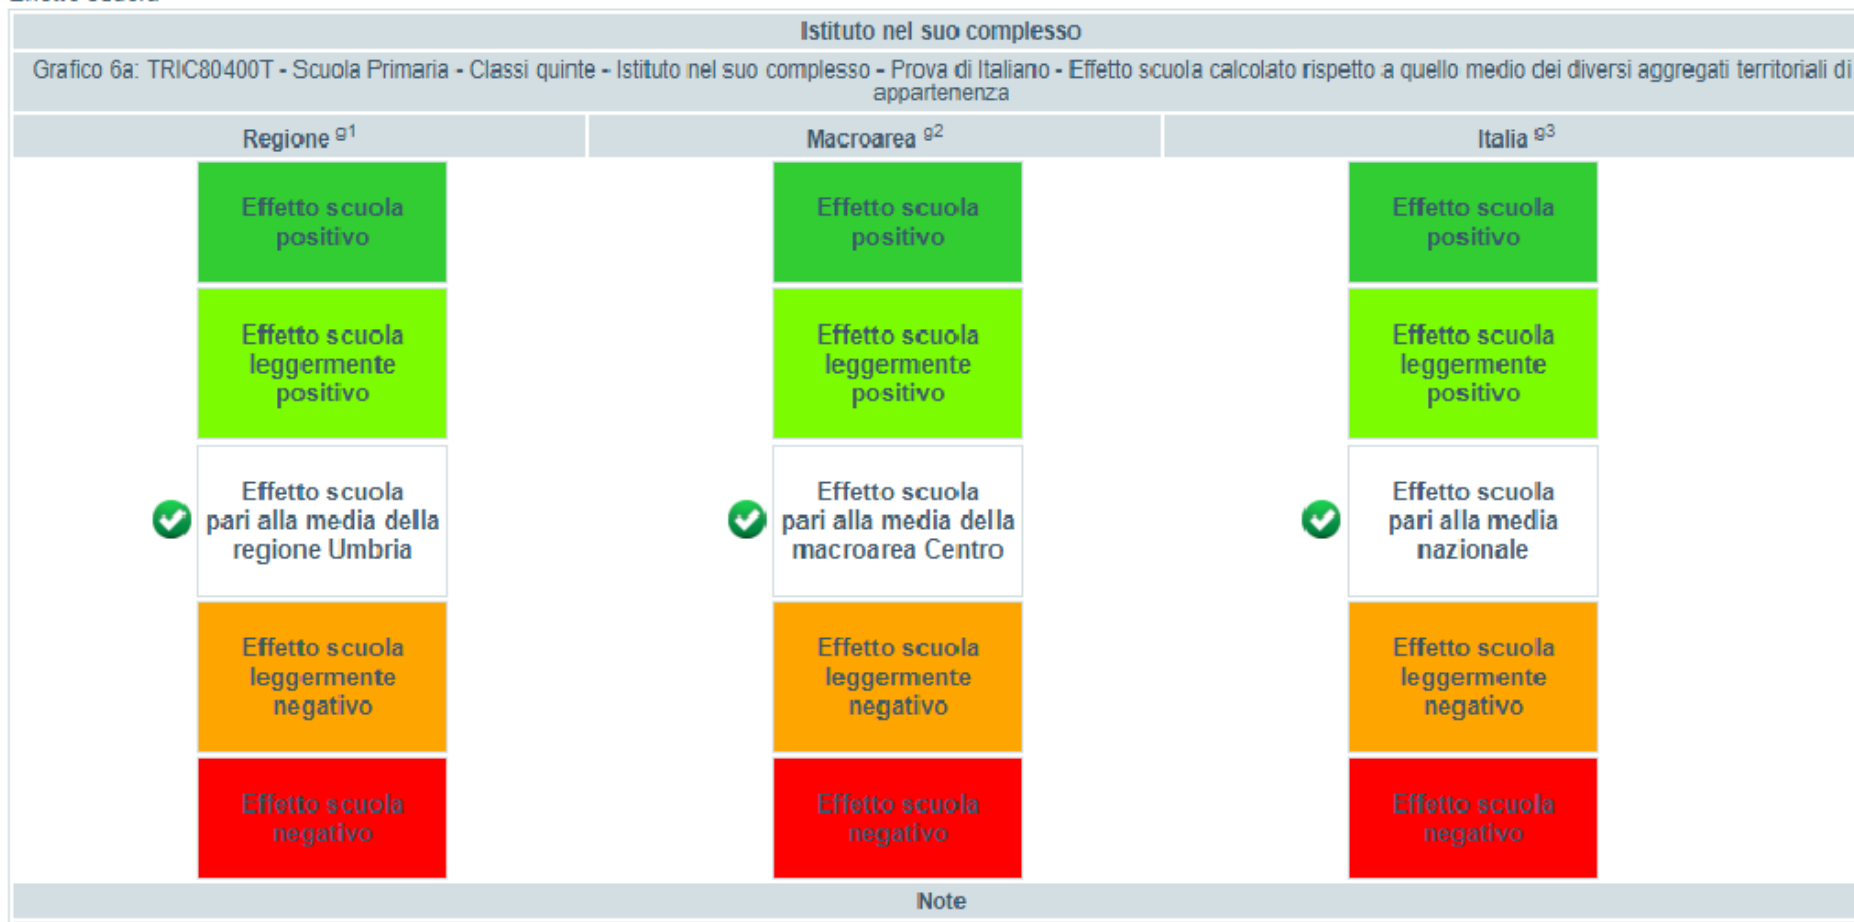 Istituto nel suo complesso
Grafico 6a: TRIC80400T - Scuola Primaria - Classi quinte - Istituto nel suo complesso - Prova di Italiano - Effetto scuola calcolato rispetto a quello medio dei diversi aggregati territoriali di
appartenenza
Regione g1
Macroarea g2
Italia g3
Effetto scuola
positivo
Effetto scuola
positivo
Effetto scuola
positivo
Effetto scuola
leggermente
positivo
Effetto scuola
leggermente
positivo
Effetto scuola
leggermente
positivo
Effetto scuola
pari alla media della
regione Umbria
Effetto scuola
pari alla media della
macroarea Centro
Effetto scuola
pari alla media
nazionale
Effetto scuola
leggermente
negativo
Effetto scuola
leggermente
negativo
Effetto scuola
leggermente
negativo
Effetto scuola
negativo
Effetto scuola
negativo
Effetto scuola
negativo
Note